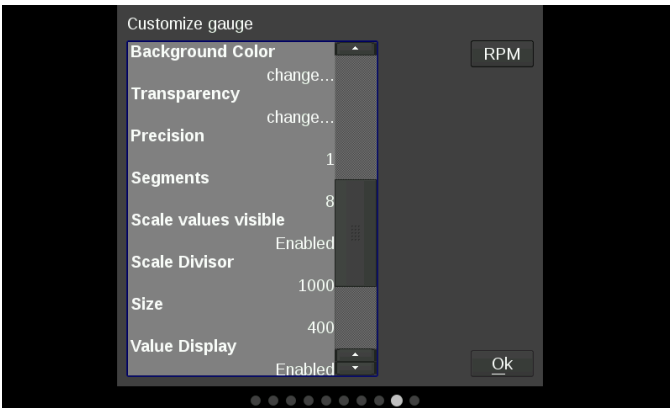 Customize gauge
Background Color
change...
Transparency
change...
Precision
1
Segments
8
Scale values visible
Enabled
Scale Divisor
1000
Size
400
Value Display
Enabled
RPM
Ok